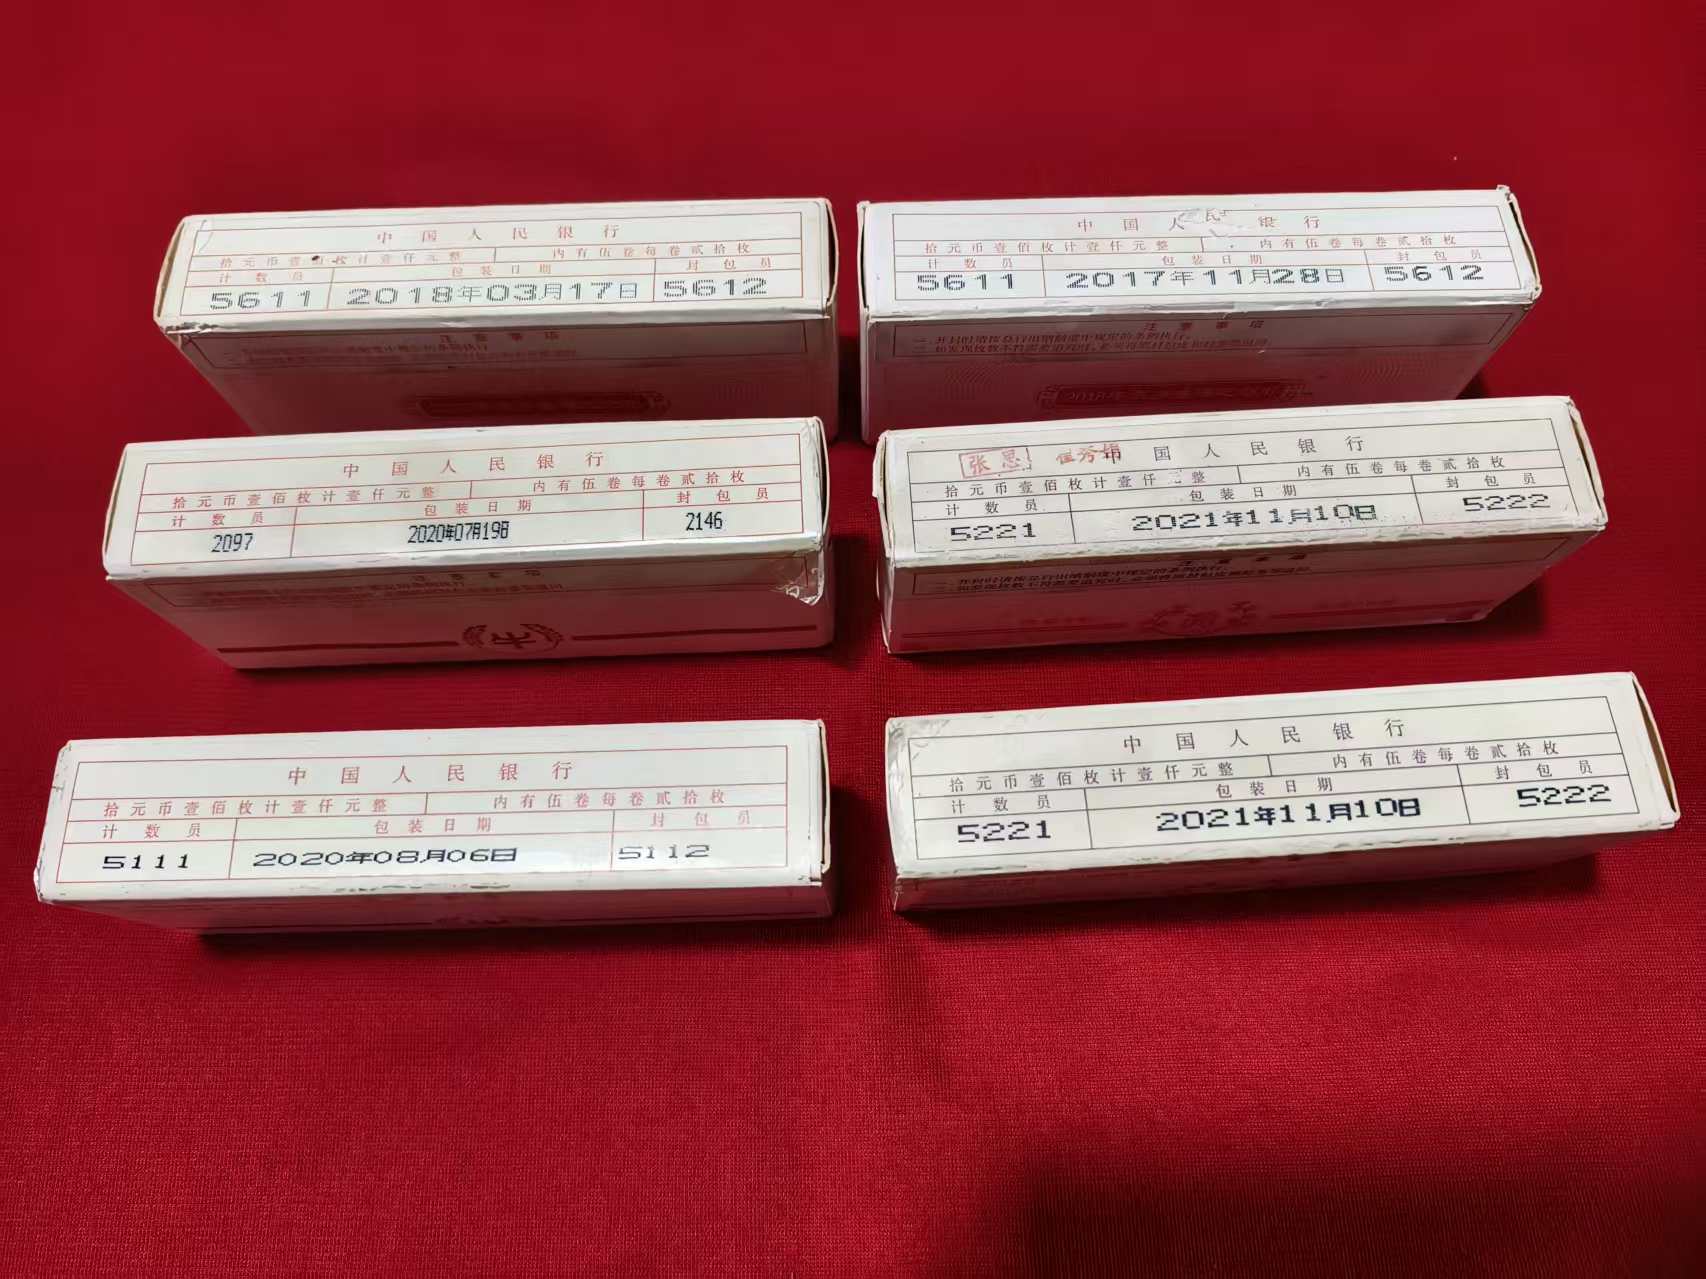 中国人民银行
拾元币壹佰枚计壹仟元整 内有伍卷每卷贰拾枚
计数员 包装日期 封包员
5611 2018年03月17日 5612
注意事项
中国人民银行
拾元币壹佰枚计壹仟元整 内有伍卷每卷贰拾枚
计数员 包装日期 封包员
5611 2017年11月28日 5612
注意事项
中国人民银行
拾元币壹佰枚计壹仟元整 内有伍卷每卷贰拾枚
计数员 包装日期 封包员
2097 2020年07月19日 2146
牛
张恩 崔秀娟 中国人民银行
拾元币壹佰枚计壹仟元整 内有伍卷每卷贰拾枚
计数员 包装日期 封包员
5221 2021年11月10日 5222
中国人民银行
拾元币壹佰枚计壹仟元整 内有伍卷每卷贰拾枚
计数员 包装日期 封包员
5111 2020年08月06日 5112
中国人民银行
拾元币壹佰枚计壹仟元整 内有伍卷每卷贰拾枚
计数员 包装日期 封包员
5221 2021年11月10日 5222